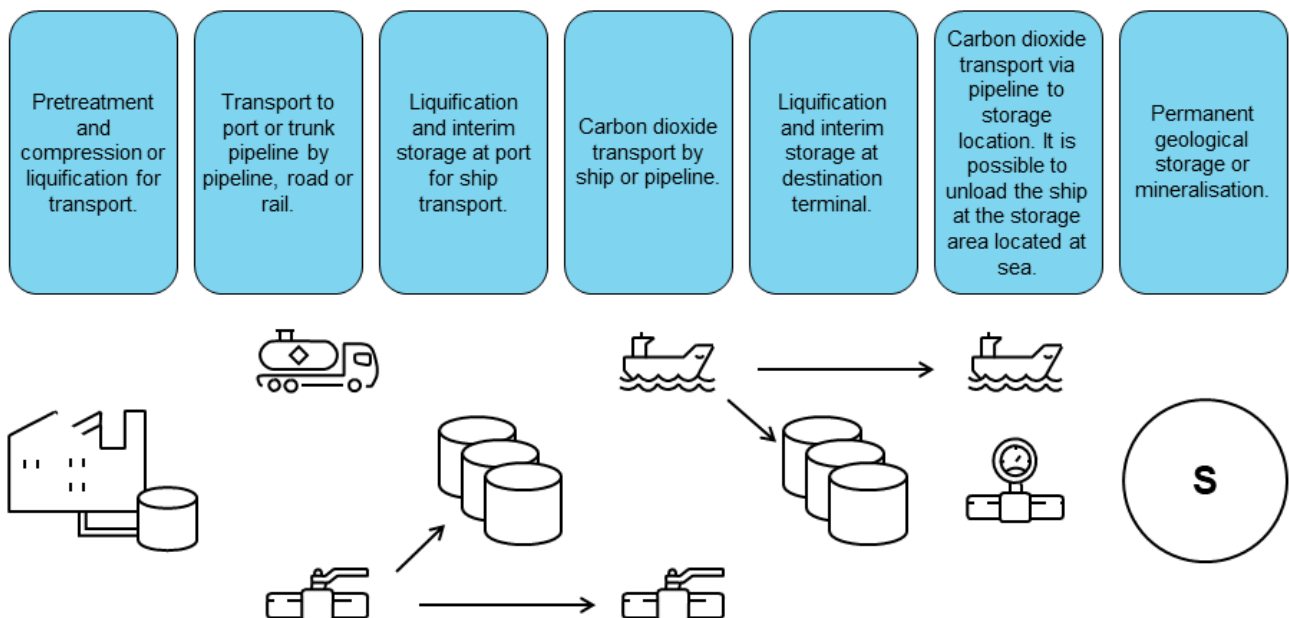 Pretreatment
and
compression or
liquification for
transport.
Transport to
port or trunk
pipeline by
pipeline, road or
rail.
Liquification
and interim
storage at port
for ship
transport.
Carbon dioxide
transport by
ship or pipeline.
Liquification
and interim
storage at
destination
terminal.
Carbon dioxide
transport via
pipeline to
storage
location. It is
possible to
unload the ship
at the storage
area located at
sea.
Permanent
geological
storage or
mineralisation.
S